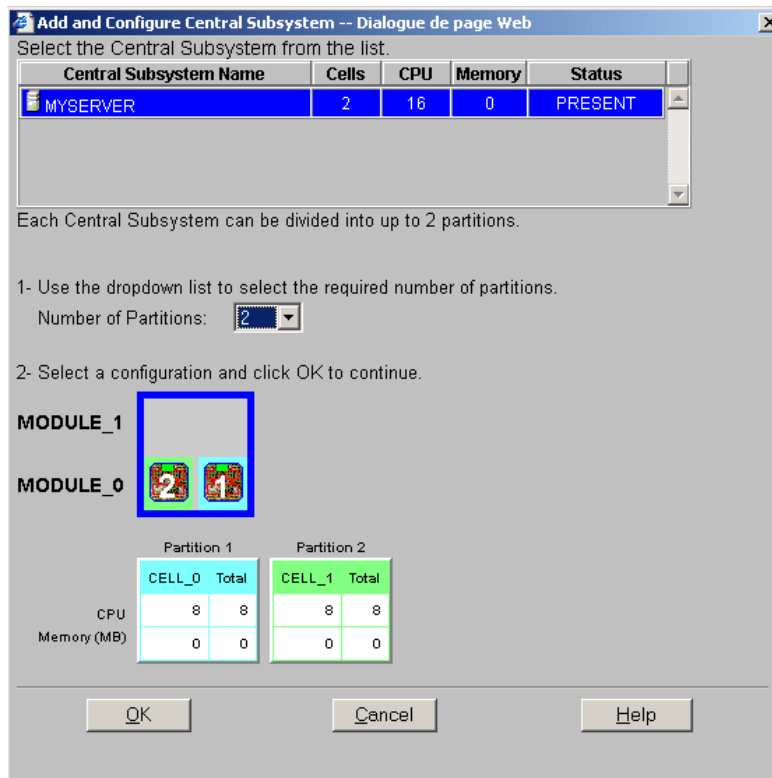 Add and Configure Central Subsystem -- Dialogue de page Web
Select the Central Subsystem from the list.
Central Subsystem Name Cells CPU Memory Status
MYSERVER 2 16 0 PRESENT
Each Central Subsystem can be divided into up to 2 partitions.
1- Use the dropdown list to select the required number of partitions.
Number of Partitions: 2
2- Select a configuration and click OK to continue.
MODULE_1
MODULE_0 2 1
Partition 1 Partition 2
CELL_0 Total CELL_1 Total
CPU 8 8 8 8
Memory (MB) 0 0 0 0
OK Cancel Help